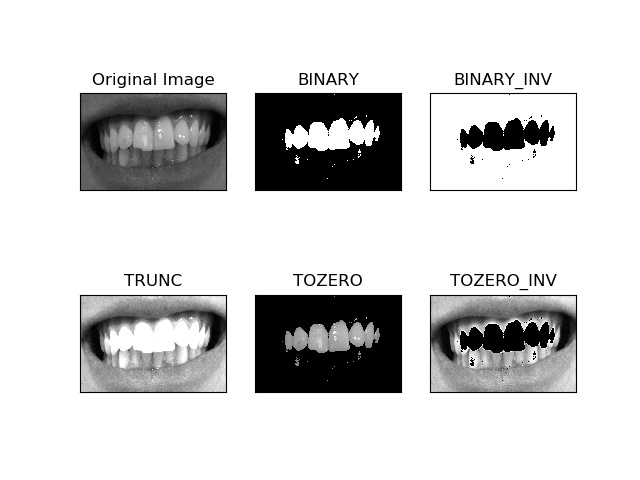 Original Image
BINARY
BINARY_INV
TRUNC
TOZERO
TOZERO_INV